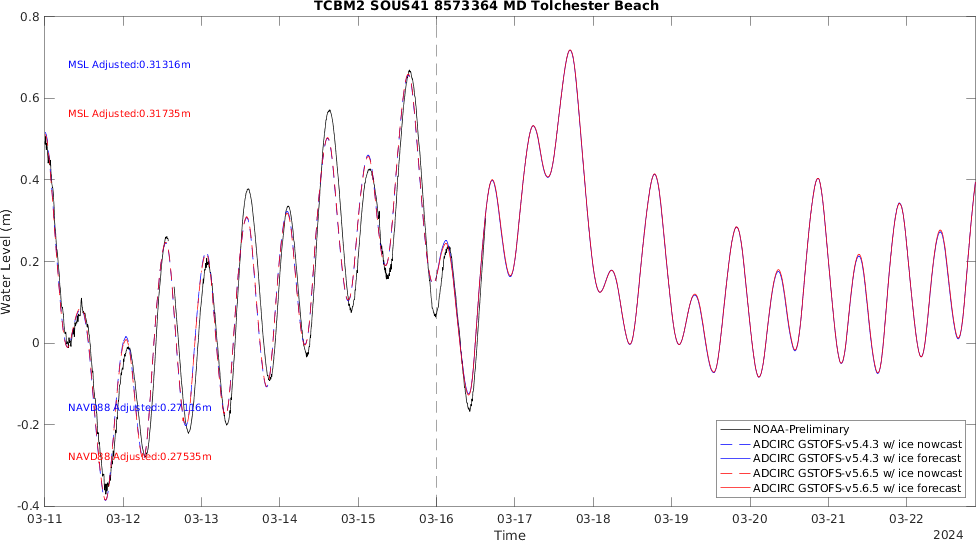 TCBM2 SOUS41 8573364 MD Tolchester Beach
0.8
0.6
0.4
0.2
0
-0.2
-0.4
Water Level (m)
MSL Adjusted:0.31316m
MSL Adjusted:0.31735m
NAVD88 Adjusted:0.27116m
NAVD88 Adjusted:0.27535m
NOAA-Preliminary
ADCIRC GSTOFS-v5.4.3 w/ ice nowcast
ADCIRC GSTOFS-v5.4.3 w/ ice forecast
ADCIRC GSTOFS-v5.6.5 w/ ice nowcast
ADCIRC GSTOFS-v5.6.5 w/ ice forecast
03-11 03-12 03-13 03-14 03-15 03-16 03-17 03-18 03-19 03-20 03-21 03-22
Time
2024